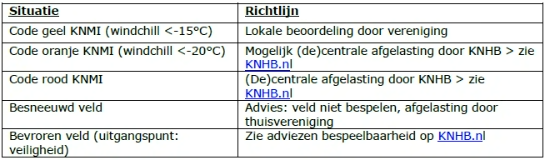 Situatie Richtlijn
Code geel KNMI (windchill <-15°C) Lokale beoordeling door vereniging
Code oranje KNMI (windchill <-20°C) Mogelijk (de)centrale afgelasting door KNHB > zie
KNHB.nl
Code rood KNMI (De)centrale afgelasting door KNHB > zie
KNHB.nl
Besneeuwd veld Advies: veld niet bespelen, afgelasting door
thuisvereniging
Bevroren veld (uitgangspunt: Zie adviezen bespeelbaarheid op KNHB.nl
veiligheid)